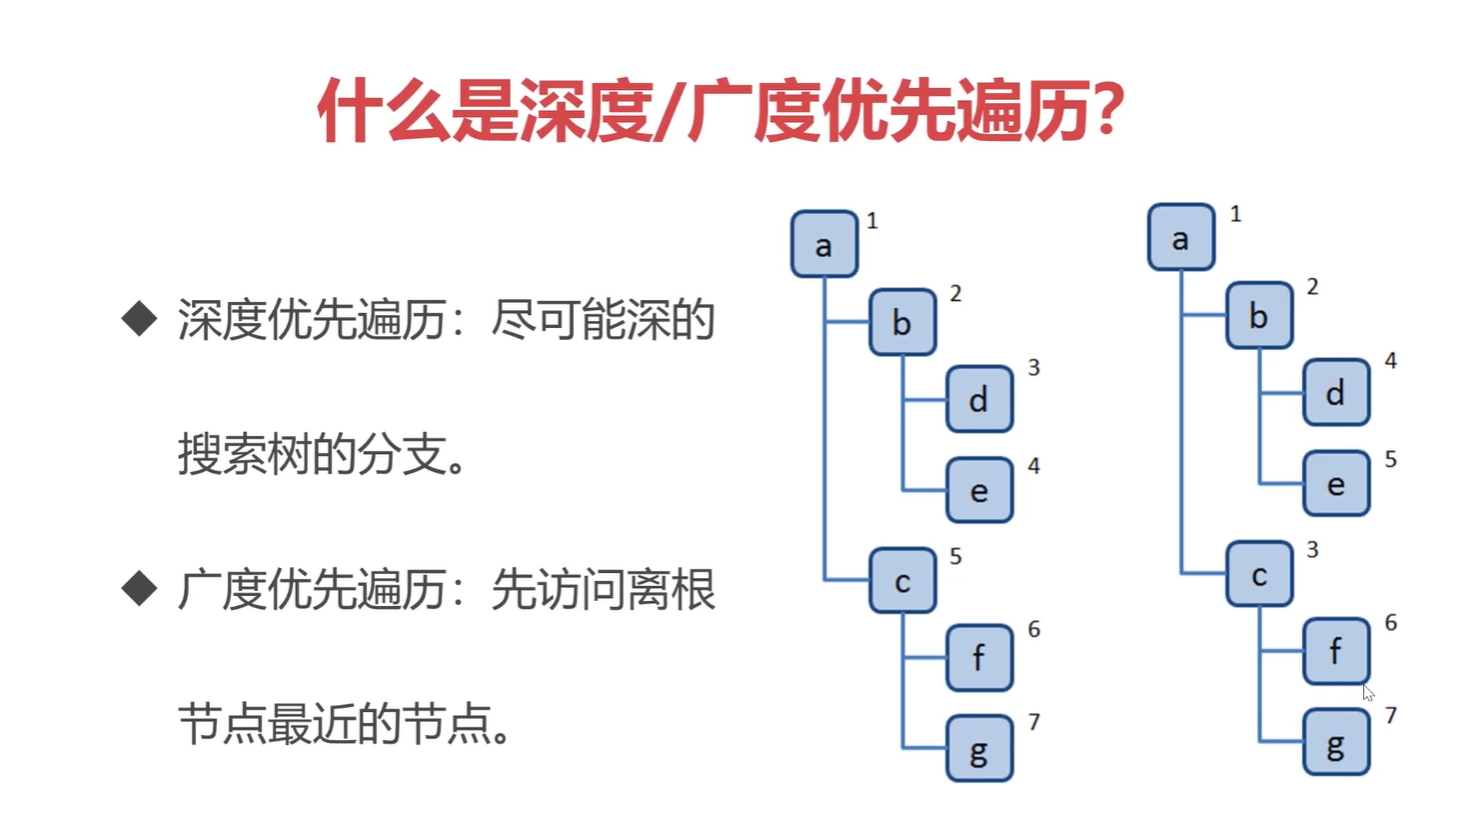 什么是深度/广度优先遍历?
◆ 深度优先遍历：尽可能深的
搜索树的分支。
◆ 广度优先遍历：先访问离根
节点最近的节点。
a 1
b 2
d 3
e 4
c 5
f 6
g 7
a 1
b 2
d 4
e 5
c 3
f 6
g 7